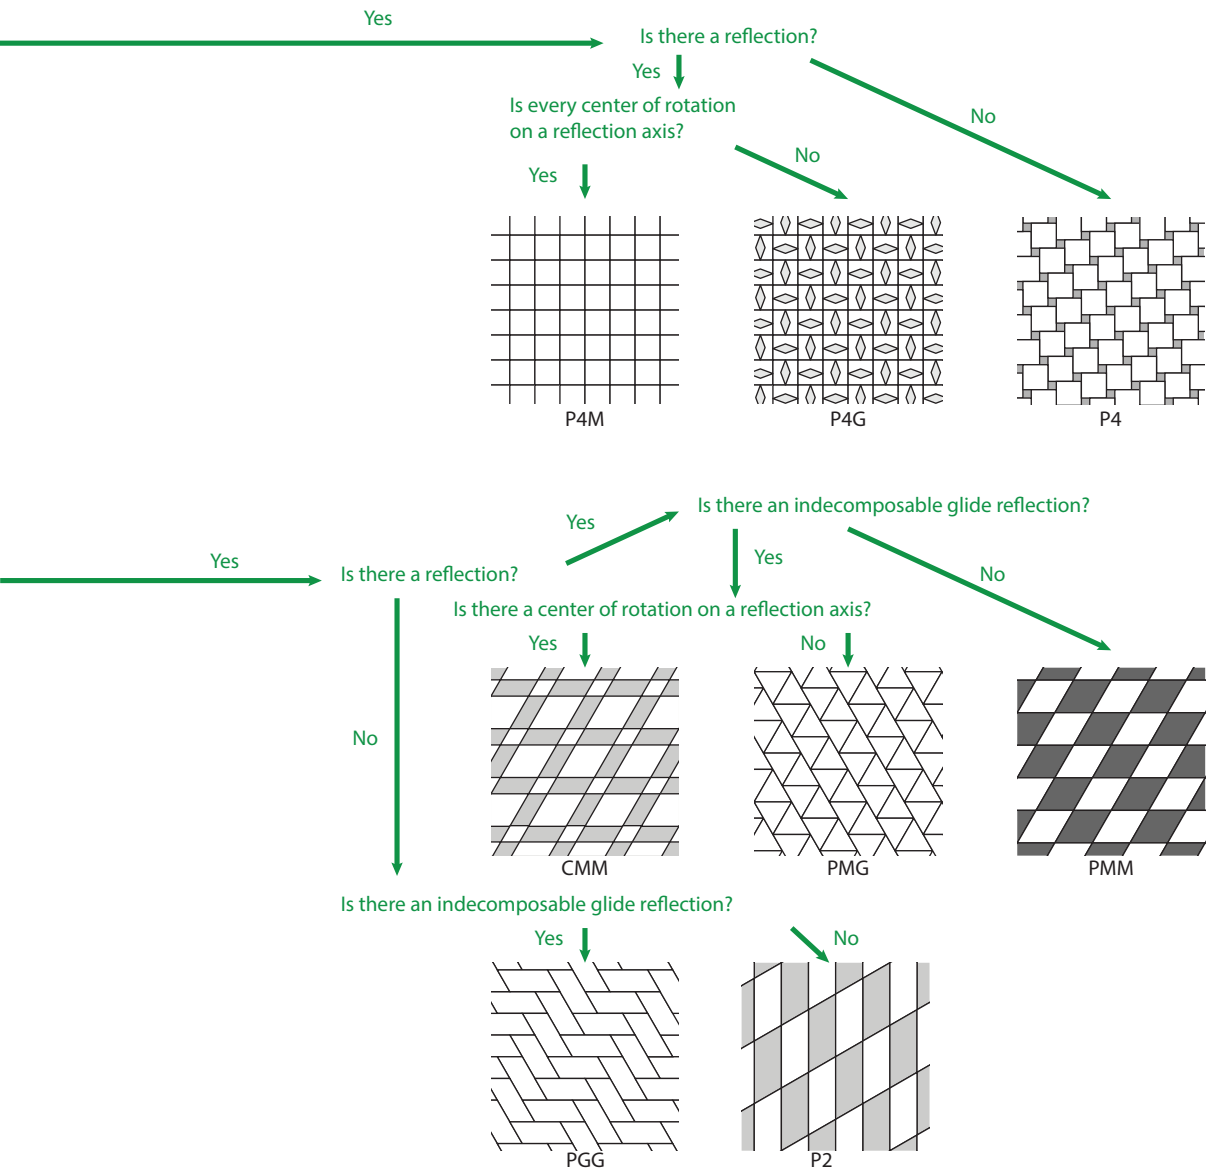 Yes
Is there a reflection?
Yes
No
Is every center of rotation
on a reflection axis?
Yes
No
P4M
P4G
P4
Is there an indecomposable glide reflection?
Yes
Yes
Yes
No
Is there a reflection?
Is there a center of rotation on a reflection axis?
Yes
No
No
CMM
PMG
PMM
Is there an indecomposable glide reflection?
Yes
No
PGG
P2